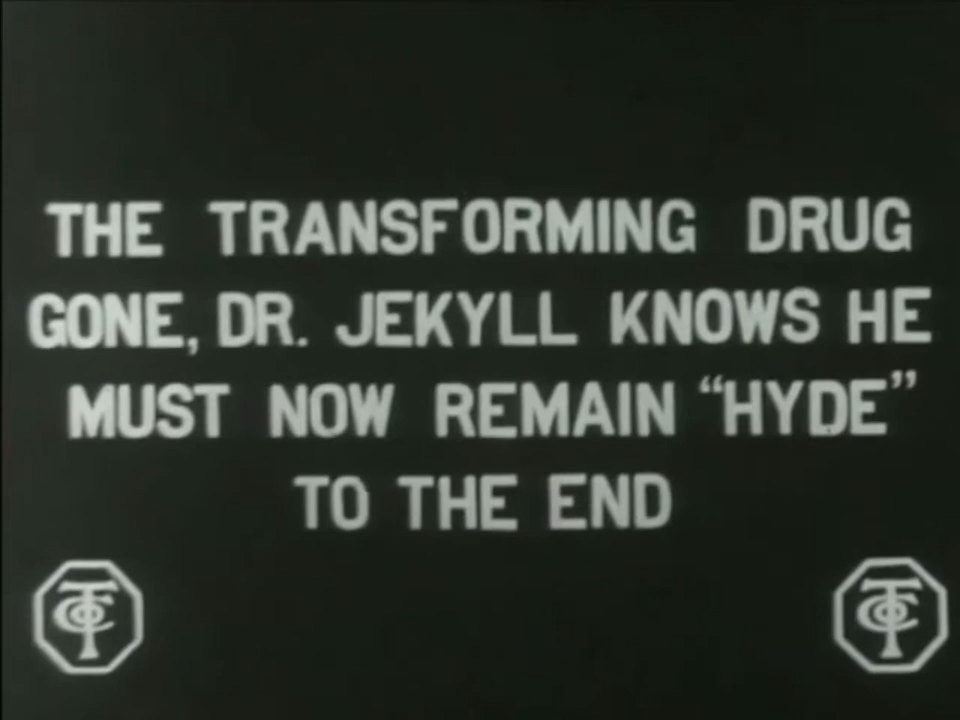 THE TRANSFORMING DRUG
GONE, DR. JEKYLL KNOWS HE
MUST NOW REMAIN “HYDE”
TO THE END